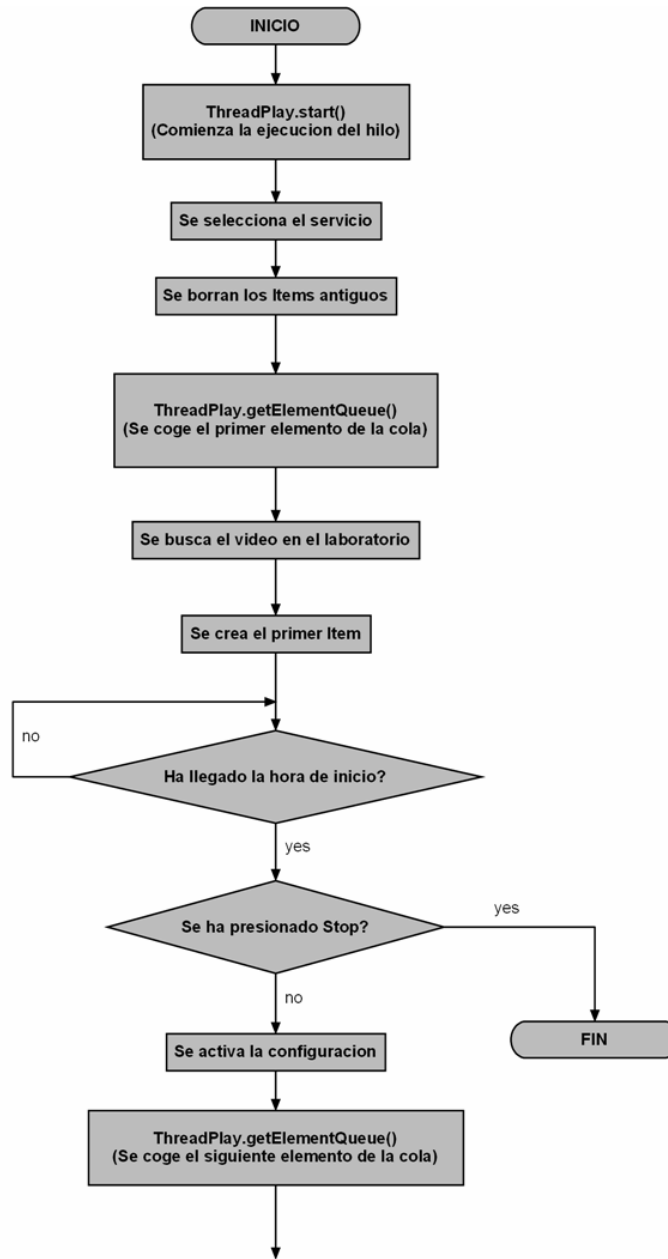 INICIO
ThreadPlay.start()
(Comienza la ejecucion del hilo)
Se selecciona el servicio
Se borran los Items antiguos
ThreadPlay.getElementQueue()
(Se coge el primer elemento de la cola)
Se busca el video en el laboratorio
Se crea el primer Item
no
Ha llegado la hora de inicio?
yes
Se ha presionado Stop?
yes
no
Se activa la configuracion
FIN
ThreadPlay.getElementQueue()
(Se coge el siguiente elemento de la cola)